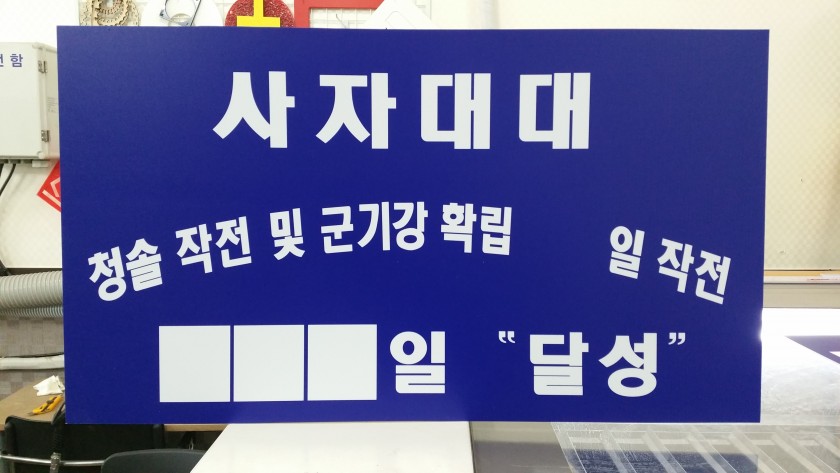 사자대대
청솔 작전 및 군기강 확립 일 작전
일 "달성"